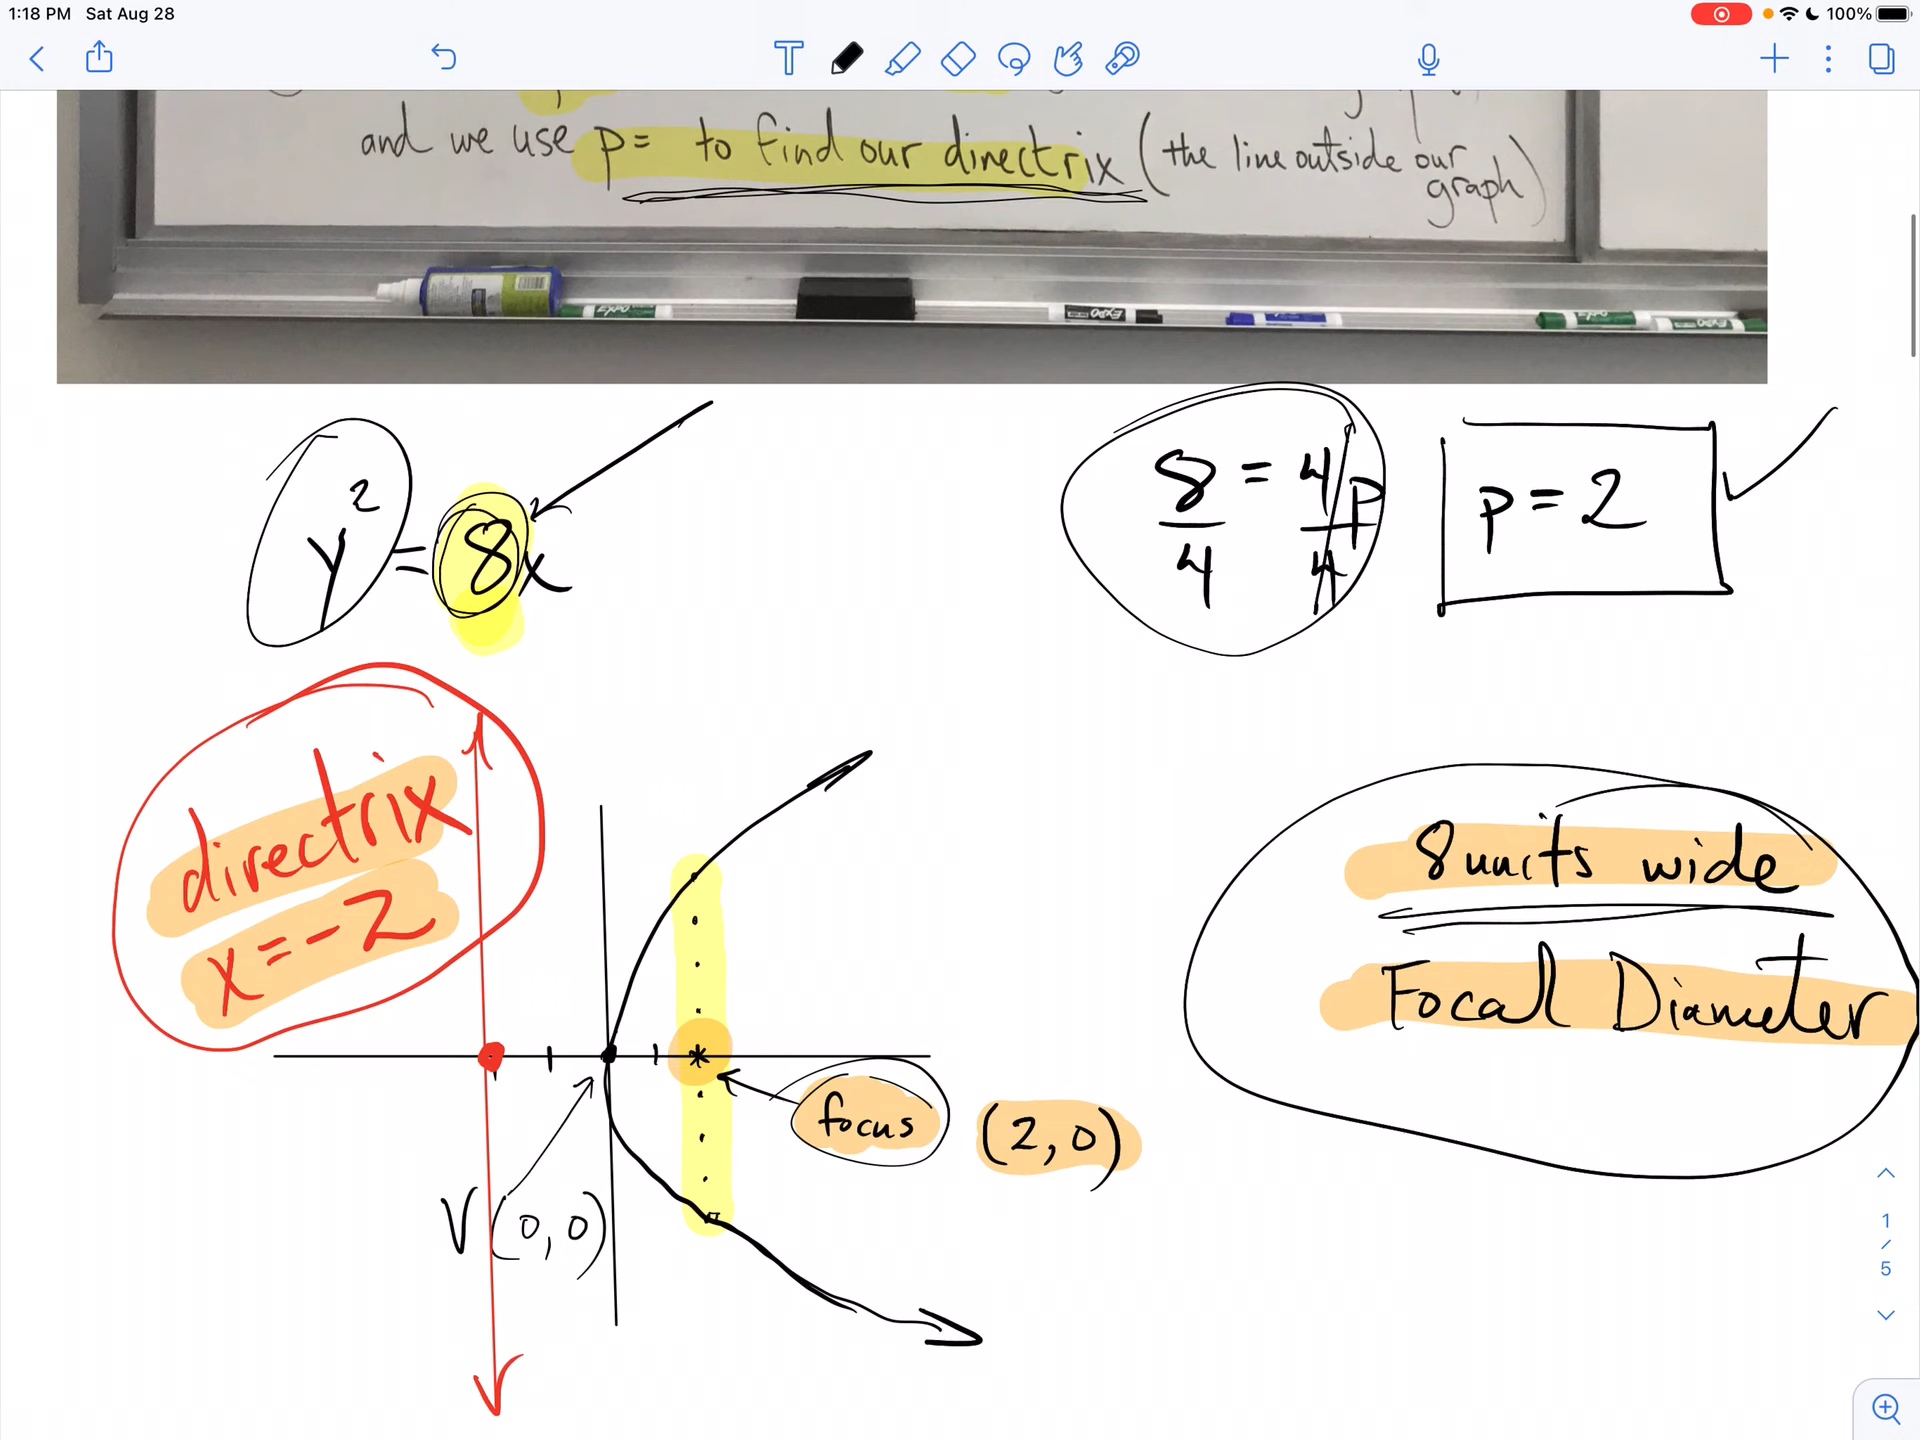 1:18 PM Sat Aug 28
100%
T
and we use p= to find our directrix (the line outside our
graph)
EXPO
EXPO
y² = 8x
8 = 4p
4 4
p = 2
directrix
x = -2
8 units wide
Focal Diameter
focus (2, 0)
V(0, 0)
1
/
5